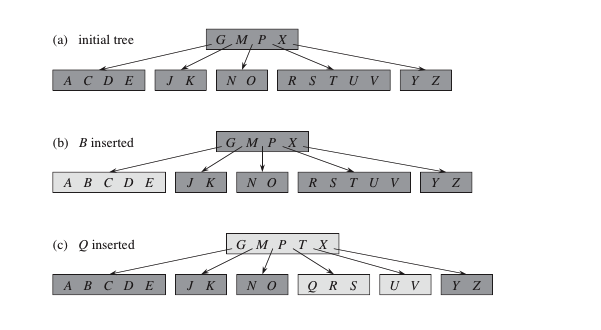 G M P X
(a) initial tree
A C D E J K N O R S T U V Y Z
G M P X
(b) B inserted
A B C D E J K N O R S T U V Y Z
G M P T X
(c) Q inserted
A B C D E J K N O Q R S U V Y Z